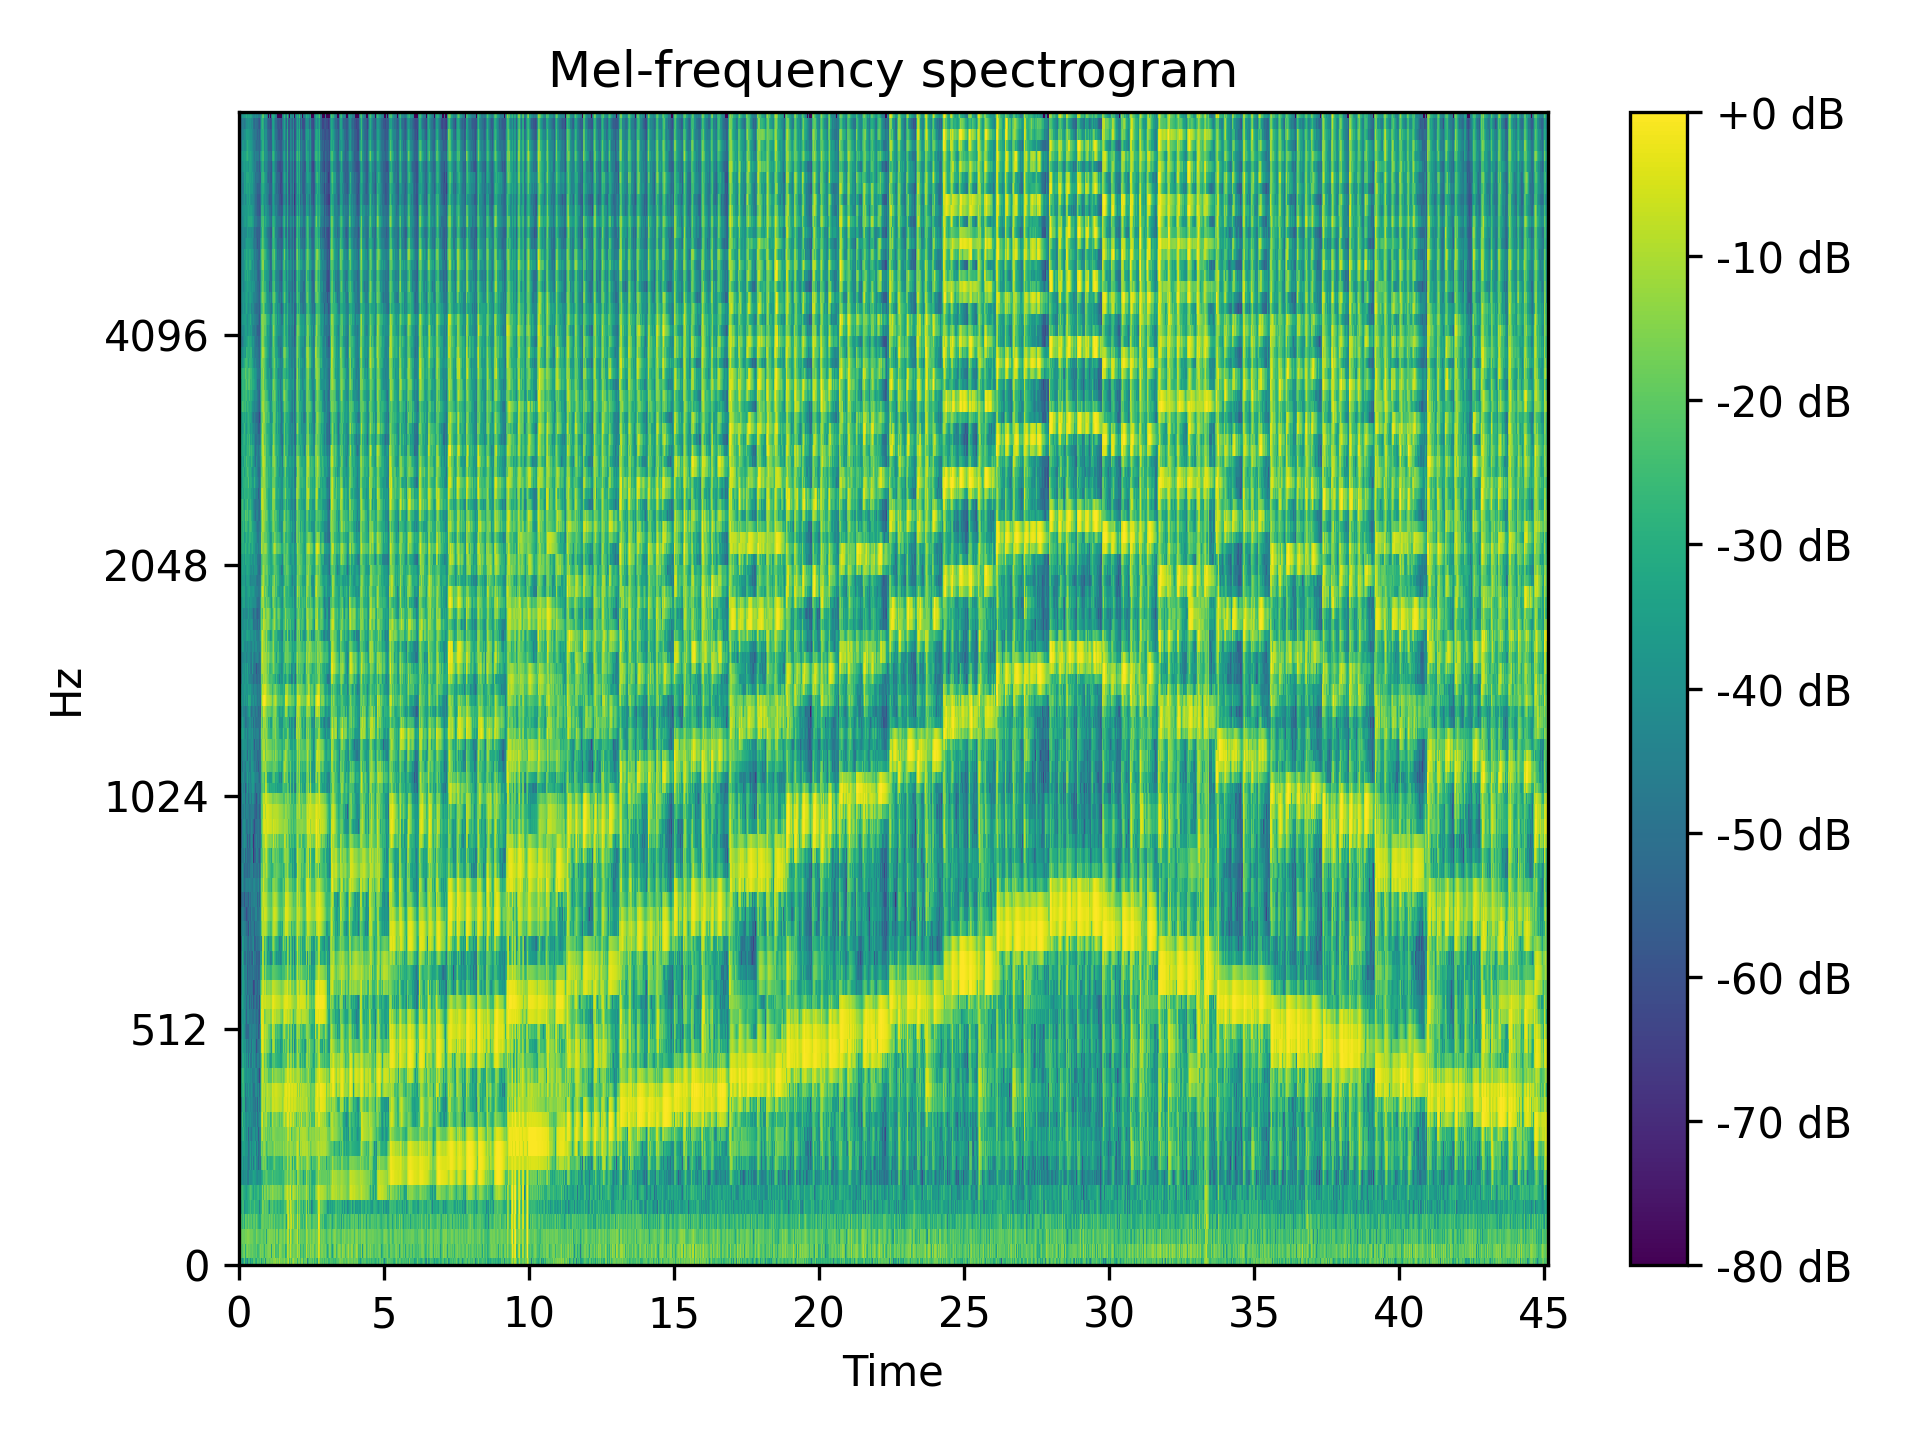 Mel-frequency spectrogram
Hz
4096
2048
1024
512
0
0 5 10 15 20 25 30 35 40 45
Time
+0 dB
-10 dB
-20 dB
-30 dB
-40 dB
-50 dB
-60 dB
-70 dB
-80 dB